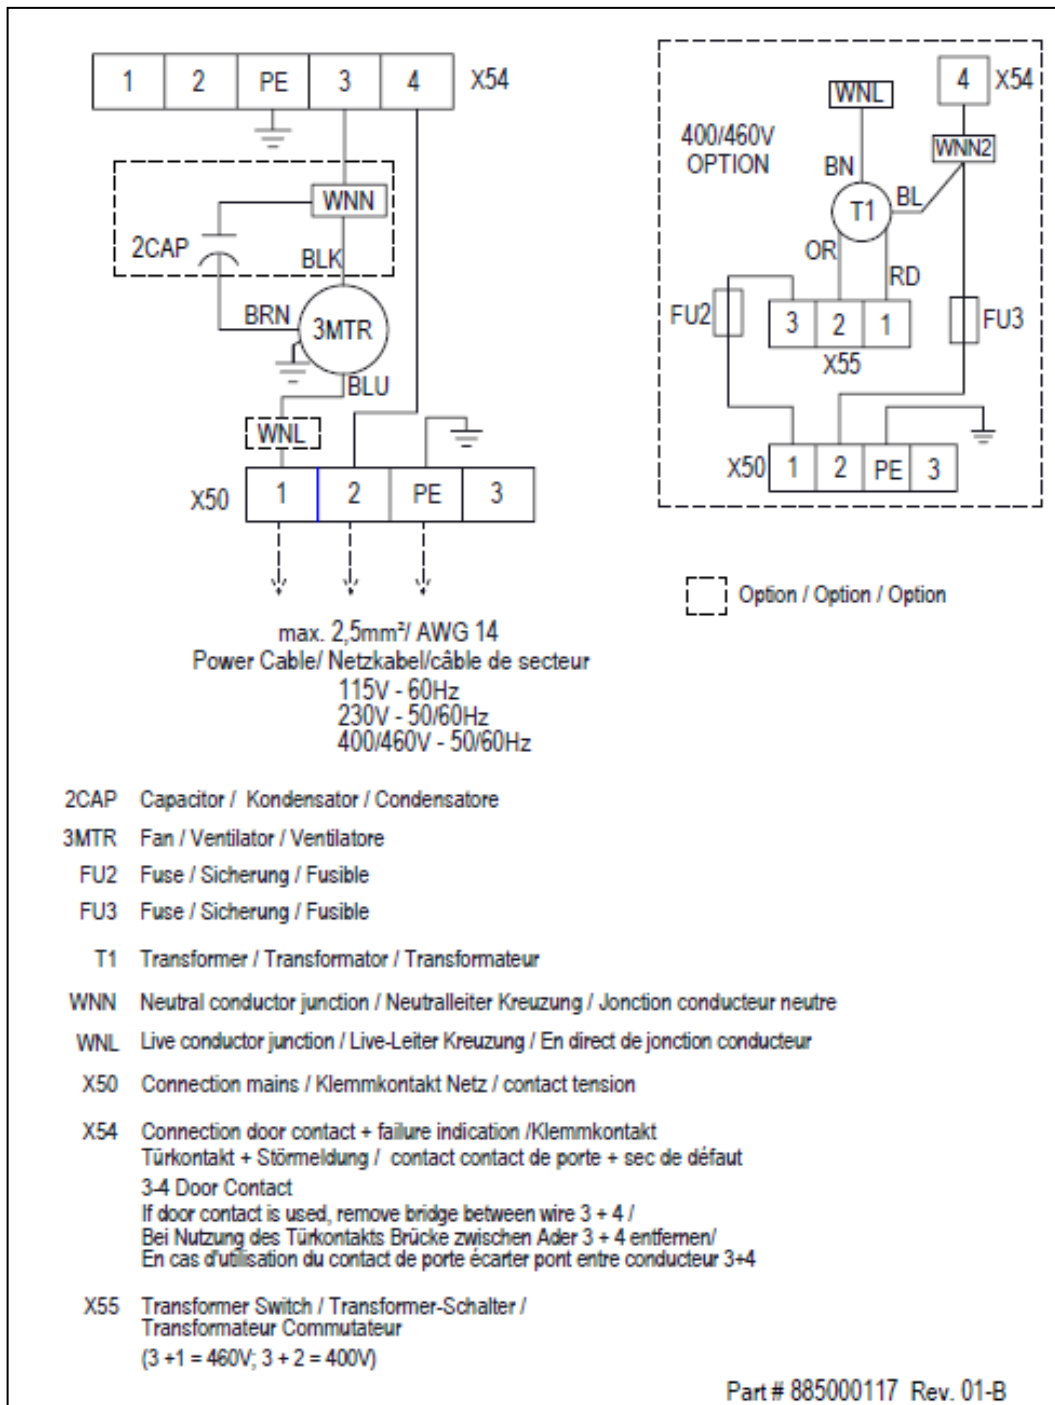 1 2 PE 3 4 X54
WNN
2CAP
BLK
BRN
3MTR
BLU
WNL
X50 1 2 PE 3
max. 2,5mm²/ AWG 14
Power Cable/ Netzkabel/câble de secteur
115V - 60Hz
230V - 50/60Hz
400/460V - 50/60Hz
400/460V
OPTION
WNL
4 X54
WNN2
BN
BL
T1
OR
RD
FU2
3 2 1
FU3
X55
X50 1 2 PE 3
Option / Option / Option
2CAP Capacitor / Kondensator / Condensatore
3MTR Fan / Ventilator / Ventilatore
FU2 Fuse / Sicherung / Fusible
FU3 Fuse / Sicherung / Fusible
T1 Transformer / Transformator / Transformateur
WNN Neutral conductor junction / Neutralleiter Kreuzung / Jonction conducteur neutre
WNL Live conductor junction / Live-Leiter Kreuzung / En direct de jonction conducteur
X50 Connection mains / Klemmkontakt Netz / contact tension
X54 Connection door contact + failure indication /Klemmkontakt
Türkontakt + Störmeldung / contact contact de porte + sec de défaut
3-4 Door Contact
If door contact is used, remove bridge between wire 3 + 4 /
Bei Nutzung des Türkontakts Brücke zwischen Ader 3 + 4 entfernen/
En cas d'utilisation du contact de porte écarter pont entre conducteur 3+4
X55 Transformer Switch / Transformer-Schalter /
Transformateur Commutateur
(3 +1 = 460V; 3 + 2 = 400V)
Part # 885000117 Rev. 01-B